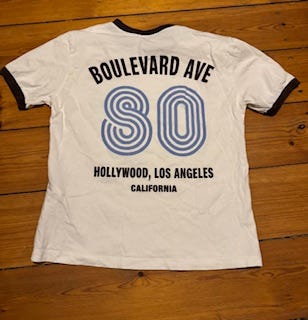 BOULEVARD AVE
80
HOLLYWOOD, LOS ANGELES
CALIFORNIA